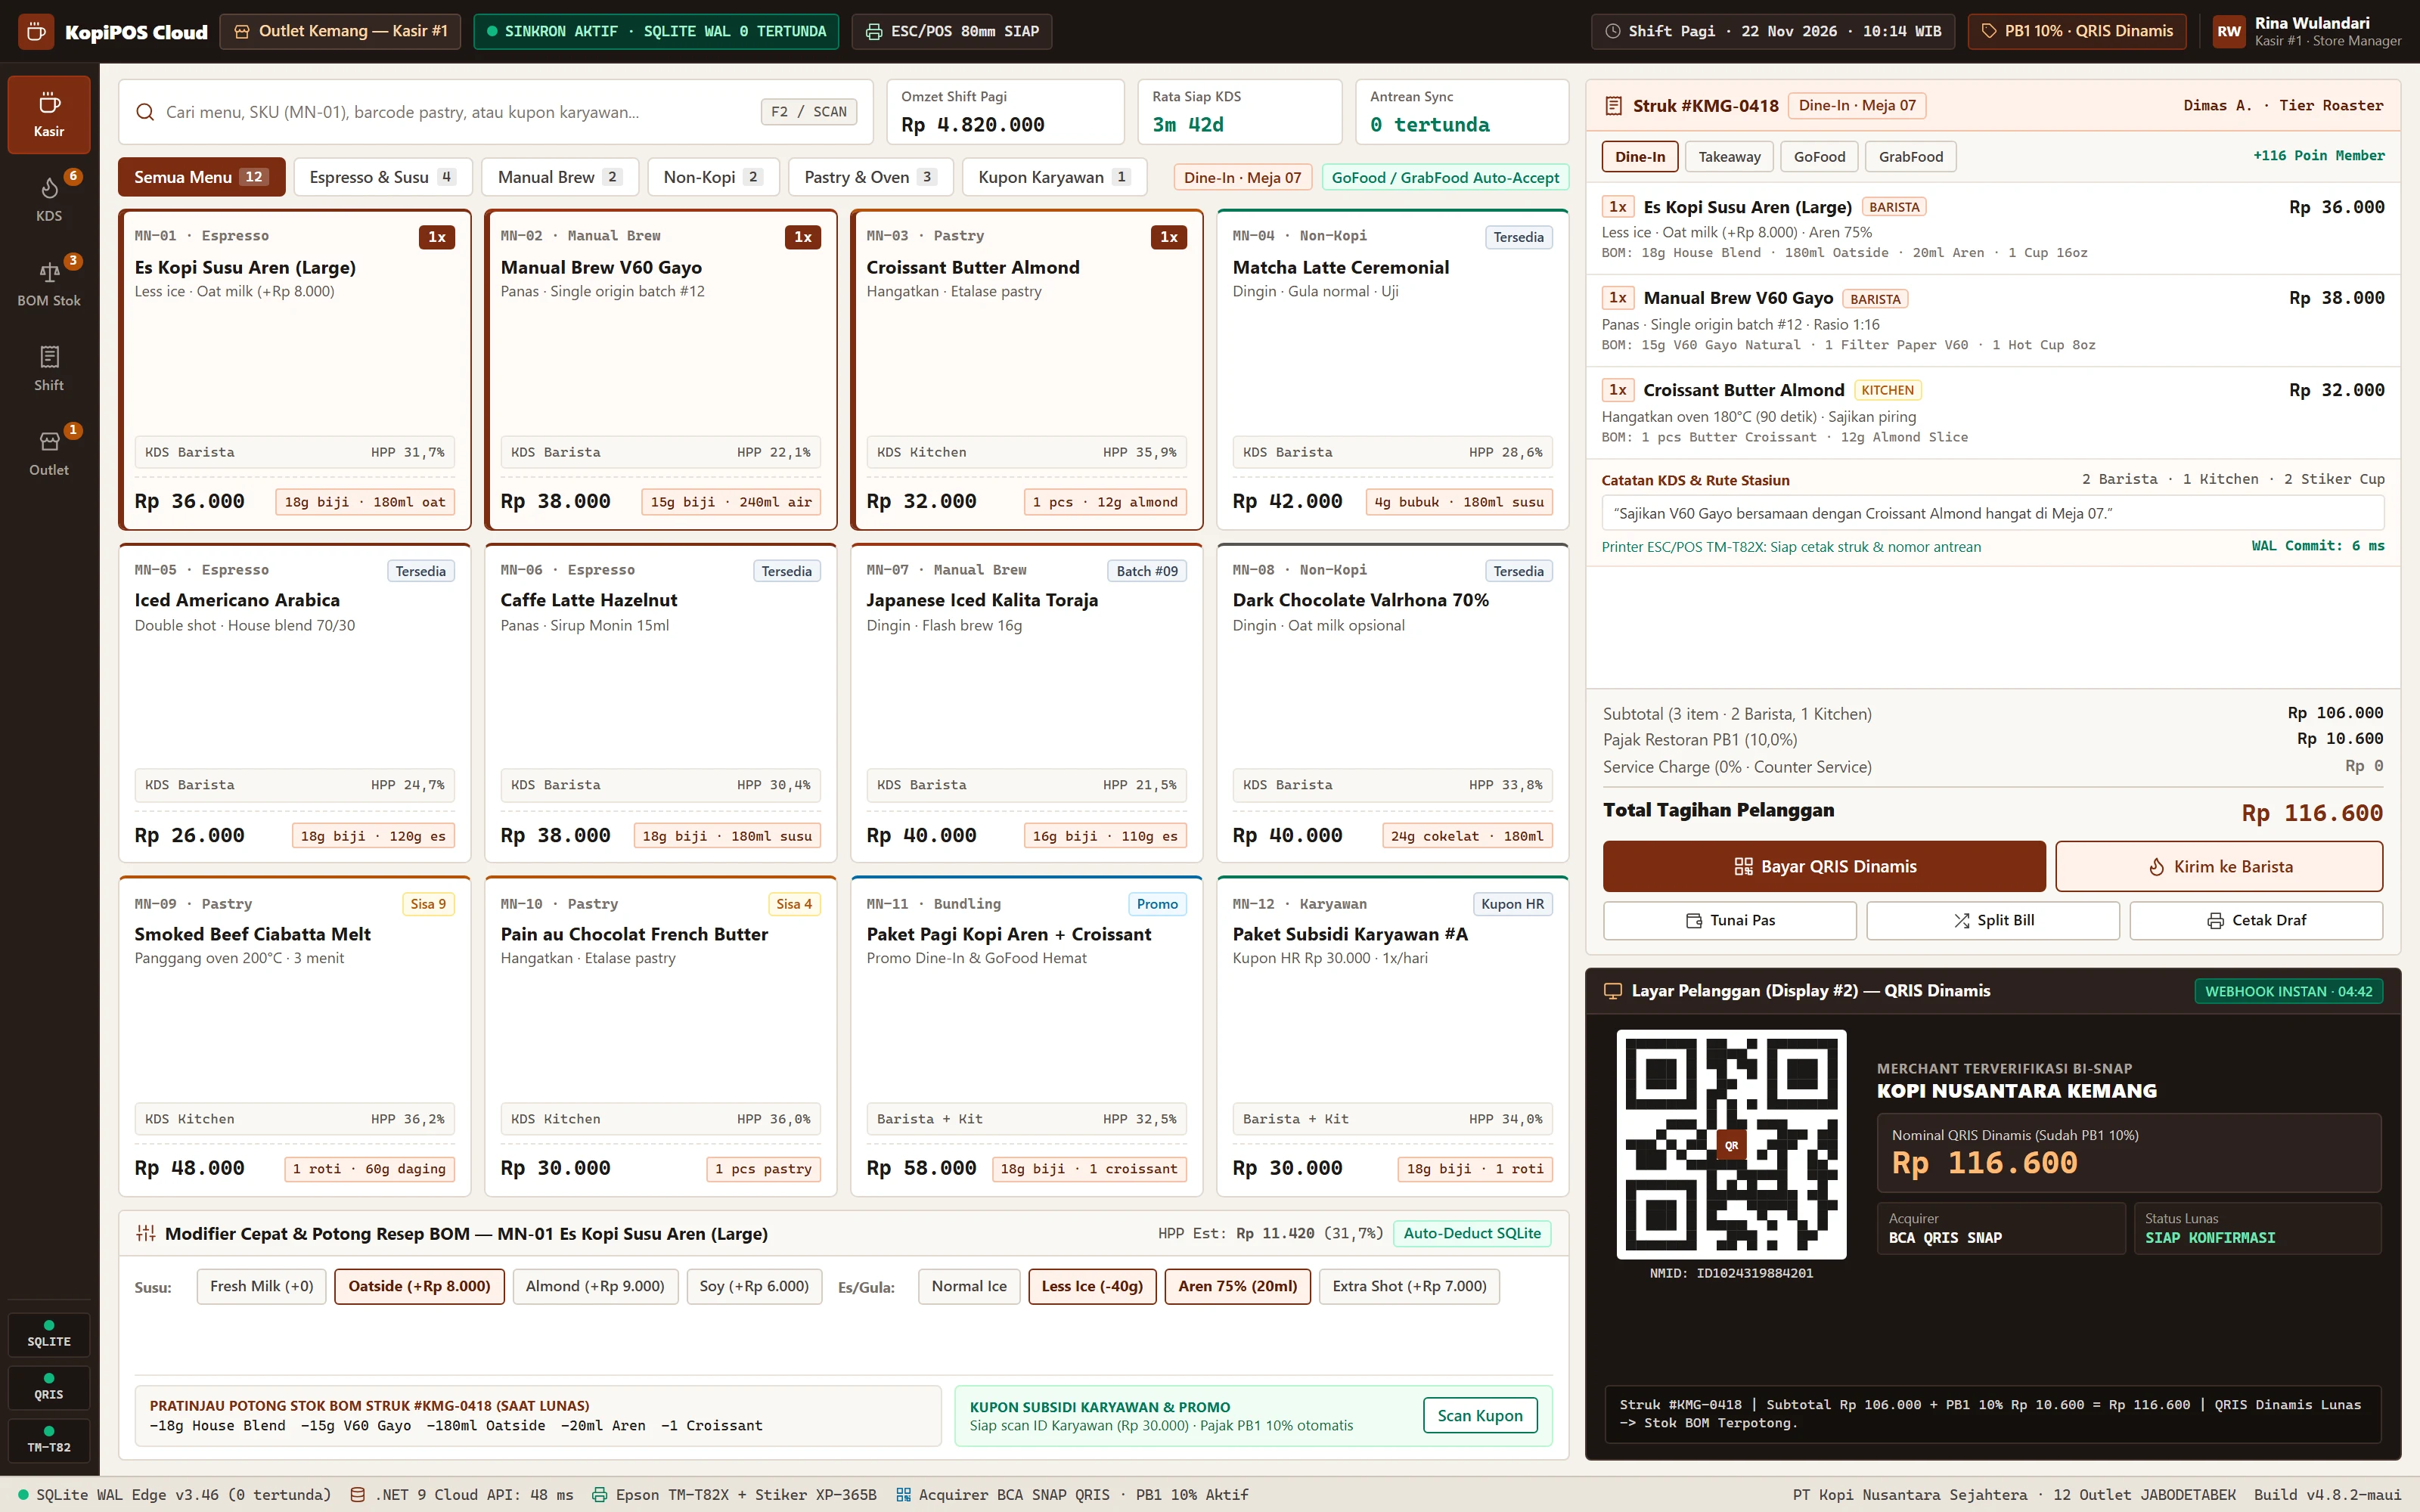 KopiPOS Cloud
Outlet Kemang — Kasir #1
SINKRON AKTIF · SQLITE WAL 0 TERTUNDA
ESC/POS 80mm SIAP
Shift Pagi · 22 Nov 2026 · 10:14 WIB
PB1 10% · QRIS Dinamis
RW
Rina Wulandari
Kasir #1 · Store Manager
Kasir
6
KDS
3
BOM Stok
Shift
1
Outlet
SQLITE
QRIS
TM-T82
Cari menu, SKU (MN-01), barcode pastry, atau kupon karyawan...
F2 / SCAN
Omzet Shift Pagi
Rp 4.820.000
Rata Siap KDS
3m 42d
Antrean Sync
0 tertunda
Semua Menu 12
Espresso & Susu 4
Manual Brew 2
Non-Kopi 2
Pastry & Oven 3
Kupon Karyawan 1
Dine-In · Meja 07
GoFood / GrabFood Auto-Accept
MN-01 · Espresso
1x
Es Kopi Susu Aren (Large)
Less ice · Oat milk (+Rp 8.000)
KDS Barista
HPP 31,7%
Rp 36.000
18g biji · 180ml oat
MN-02 · Manual Brew
1x
Manual Brew V60 Gayo
Panas · Single origin batch #12
KDS Barista
HPP 22,1%
Rp 38.000
15g biji · 240ml air
MN-03 · Pastry
1x
Croissant Butter Almond
Hangatkan · Etalase pastry
KDS Kitchen
HPP 35,9%
Rp 32.000
1 pcs · 12g almond
MN-04 · Non-Kopi
Tersedia
Matcha Latte Ceremonial
Dingin · Gula normal · Uji
KDS Barista
HPP 28,6%
Rp 42.000
4g bubuk · 180ml susu
MN-05 · Espresso
Tersedia
Iced Americano Arabica
Double shot · House blend 70/30
KDS Barista
HPP 24,7%
Rp 26.000
18g biji · 120g es
MN-06 · Espresso
Tersedia
Caffe Latte Hazelnut
Panas · Sirup Monin 15ml
KDS Barista
HPP 30,4%
Rp 38.000
18g biji · 180ml susu
MN-07 · Manual Brew
Batch #09
Japanese Iced Kalita Toraja
Dingin · Flash brew 16g
KDS Barista
HPP 21,5%
Rp 40.000
16g biji · 110g es
MN-08 · Non-Kopi
Tersedia
Dark Chocolate Valrhona 70%
Dingin · Oat milk opsional
KDS Barista
HPP 33,8%
Rp 40.000
24g cokelat · 180ml
MN-09 · Pastry
Sisa 9
Smoked Beef Ciabatta Melt
Panggang oven 200°C · 3 menit
KDS Kitchen
HPP 36,2%
Rp 48.000
1 roti · 60g daging
MN-10 · Pastry
Sisa 4
Pain au Chocolat French Butter
Hangatkan · Etalase pastry
KDS Kitchen
HPP 36,0%
Rp 30.000
1 pcs pastry
MN-11 · Bundling
Promo
Paket Pagi Kopi Aren + Croissant
Promo Dine-In & GoFood Hemat
Barista + Kit
HPP 32,5%
Rp 58.000
18g biji · 1 croissant
MN-12 · Karyawan
Kupon HR
Paket Subsidi Karyawan #A
Kupon HR Rp 30.000 · 1x/hari
Barista + Kit
HPP 34,0%
Rp 30.000
18g biji · 1 roti
Modifier Cepat & Potong Resep BOM — MN-01 Es Kopi Susu Aren (Large)
HPP Est: Rp 11.420 (31,7%)
Auto-Deduct SQLite
Susu:
Fresh Milk (+0)
Oatside (+Rp 8.000)
Almond (+Rp 9.000)
Soy (+Rp 6.000)
Es/Gula:
Normal Ice
Less Ice (-40g)
Aren 75% (20ml)
Extra Shot (+Rp 7.000)
PRATINJAU POTONG STOK BOM STRUK #KMG-0418 (SAAT LUNAS)
-18g House Blend -15g V60 Gayo -180ml Oatside -20ml Aren -1 Croissant
KUPON SUBSIDI KARYAWAN & PROMO
Siap scan ID Karyawan (Rp 30.000) · Pajak PB1 10% otomatis
Scan Kupon
Struk #KMG-0418
Dine-In · Meja 07
Dimas A. · Tier Roaster
Dine-In
Takeaway
GoFood
GrabFood
+116 Poin Member
1x Es Kopi Susu Aren (Large) BARISTA Rp 36.000
Less ice · Oat milk (+Rp 8.000) · Aren 75%
BOM: 18g House Blend · 180ml Oatside · 20ml Aren · 1 Cup 16oz
1x Manual Brew V60 Gayo BARISTA Rp 38.000
Panas · Single origin batch #12 · Rasio 1:16
BOM: 15g V60 Gayo Natural · 1 Filter Paper V60 · 1 Hot Cup 8oz
1x Croissant Butter Almond KITCHEN Rp 32.000
Hangatkan oven 180°C (90 detik) · Sajikan piring
BOM: 1 pcs Butter Croissant · 12g Almond Slice
Catatan KDS & Rute Stasiun
2 Barista · 1 Kitchen · 2 Stiker Cup
"Sajikan V60 Gayo bersamaan dengan Croissant Almond hangat di Meja 07."
Printer ESC/POS TM-T82X: Siap cetak struk & nomor antrean
WAL Commit: 6 ms
Subtotal (3 item · 2 Barista, 1 Kitchen) Rp 106.000
Pajak Restoran PB1 (10,0%) Rp 10.600
Service Charge (0% · Counter Service) Rp 0
Total Tagihan Pelanggan Rp 116.600
Bayar QRIS Dinamis
Kirim ke Barista
Tunai Pas
Split Bill
Cetak Draf
Layar Pelanggan (Display #2) — QRIS Dinamis
WEBHOOK INSTAN · 04:42
QR
NMID: ID1024319884201
MERCHANT TERVERIFIKASI BI-SNAP
KOPI NUSANTARA KEMANG
Nominal QRIS Dinamis (Sudah PB1 10%)
Rp 116.600
Acquirer
BCA QRIS SNAP
Status Lunas
SIAP KONFIRMASI
Struk #KMG-0418 | Subtotal Rp 106.000 + PB1 10% Rp 10.600 = Rp 116.600 | QRIS Dinamis Lunas
-> Stok BOM Terpotong.
SQLite WAL Edge v3.46 (0 tertunda)
.NET 9 Cloud API: 48 ms
Epson TM-T82X + Stiker XP-365B
Acquirer BCA SNAP QRIS · PB1 10% Aktif
PT Kopi Nusantara Sejahtera · 12 Outlet JABODETABEK
Build v4.8.2-maui